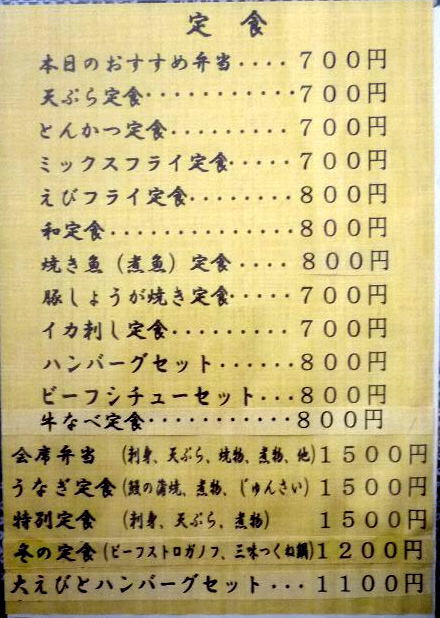 定食
本日のおすすめ弁当････700円
天ぷら定食･･･････････700円
とんかつ定食･････････700円
ミックスフライ定食･････700円
えびフライ定食････････800円
和定食･･････････････800円
焼き魚（煮魚）定食････800円
豚しょうが焼き定食･････700円
イカ刺し定食･････････700円
ハンバーグセット･･････800円
ビーフシチューセット･･･800円
牛なべ定食････････････800円
会席弁当（刺身、天ぷら、焼物、煮物、他）1500円
うなぎ定食（鰻の蒲焼、煮物、じゅんさい）1500円
特別定食（刺身、天ぷら、煮物）1500円
冬の定食（ビーフストロガノフ、三味つくね鍋）1200円
大えびとハンバーグセット･･･1100円